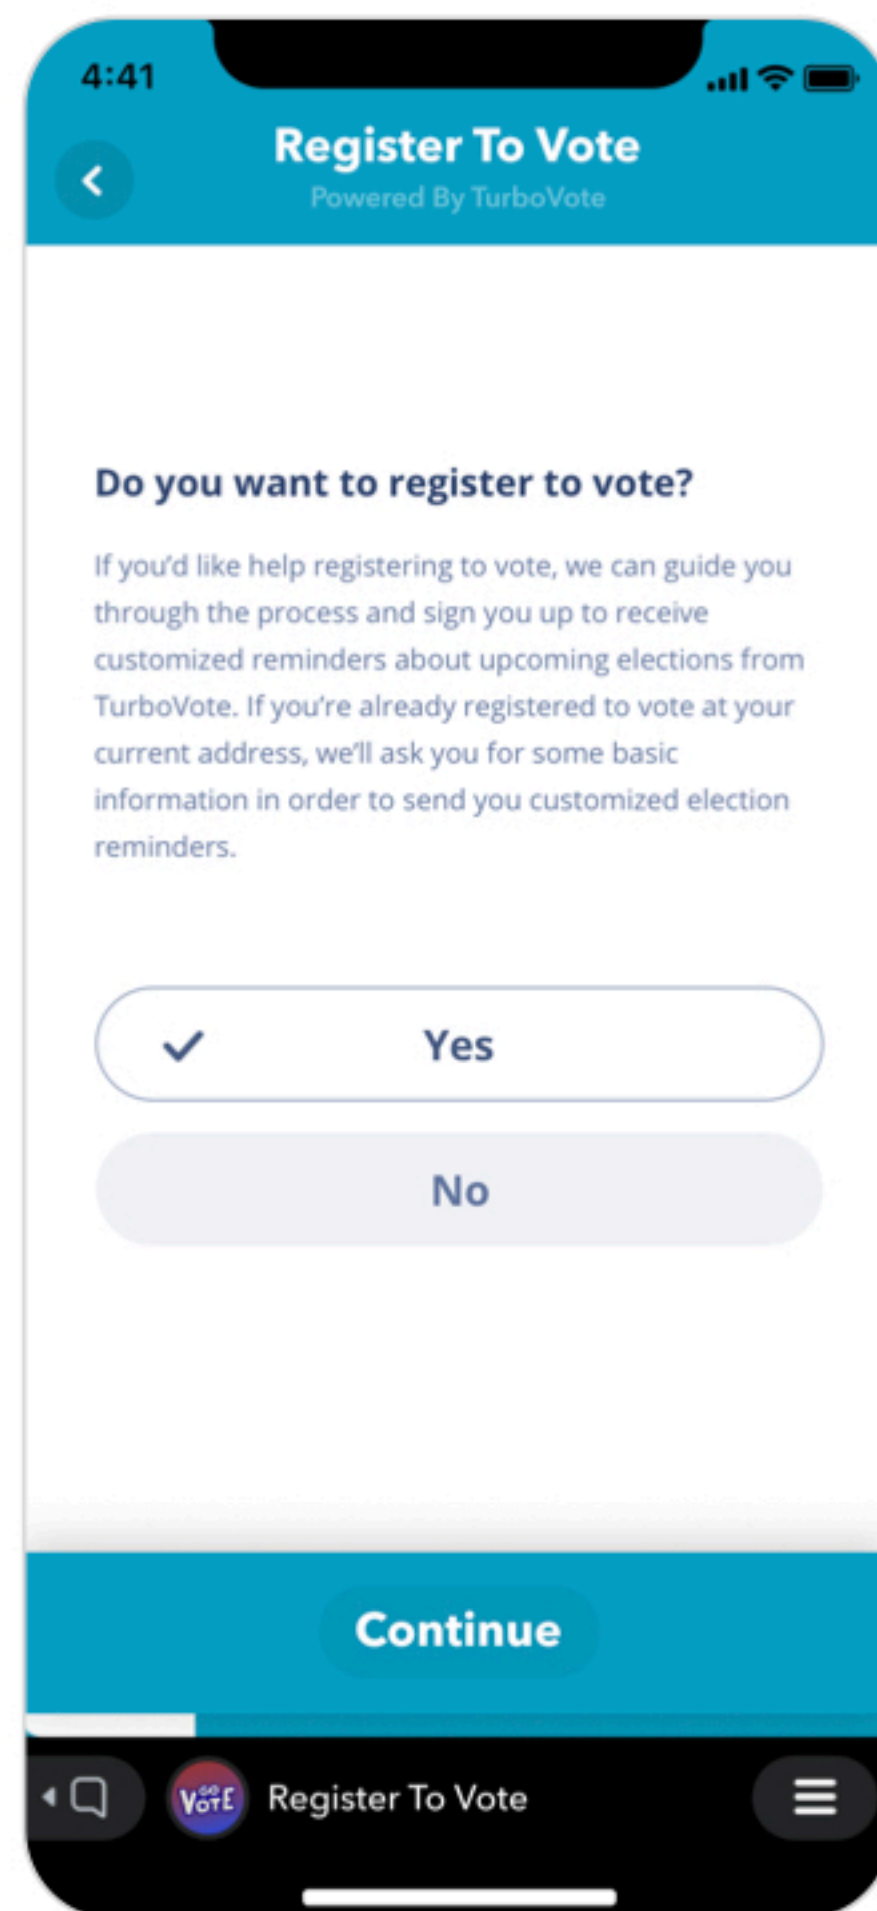 4:41
Register To Vote
Powered By TurboVote
Do you want to register to vote?
If you’d like help registering to vote, we can guide you
through the process and sign you up to receive
customized reminders about upcoming elections from
TurboVote. If you’re already registered to vote at your
current address, we’ll ask you for some basic
information in order to send you customized election
reminders.
Yes
No
Continue
GO
VOTE
Register To Vote